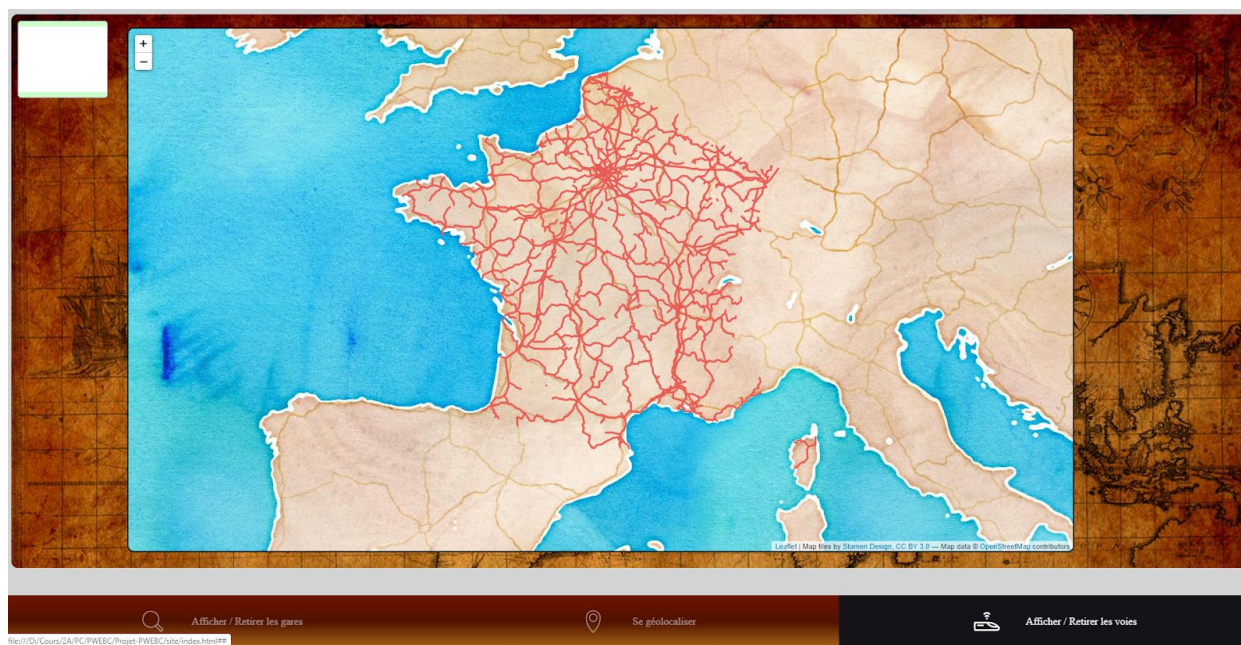 +
−
Leaflet | Map tiles by Stamen Design, CC BY 3.0 — Map data © OpenStreetMap contributors
Afficher / Retirer les gares
Se géolocaliser
Afficher / Retirer les voies
file:///D:/Cours/2A/PC/PWEBC/Projet-PWEBC/site/index.html##